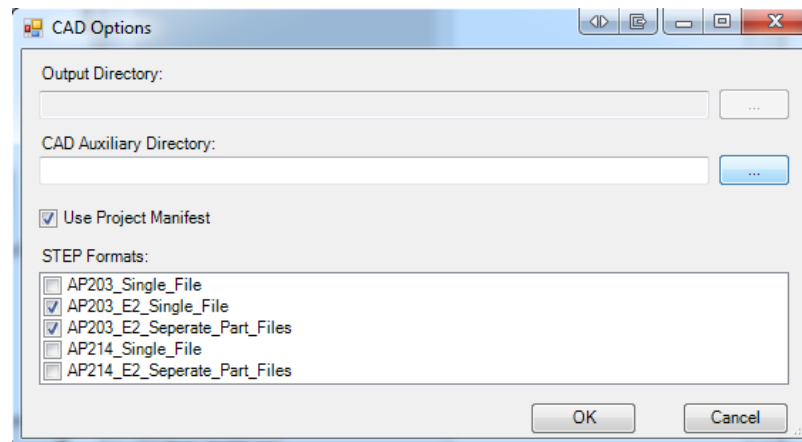 CAD Options
Output Directory:
...
CAD Auxiliary Directory:
...
Use Project Manifest
STEP Formats:
AP203_Single_File
AP203_E2_Single_File
AP203_E2_Seperate_Part_Files
AP214_Single_File
AP214_E2_Seperate_Part_Files
OK Cancel